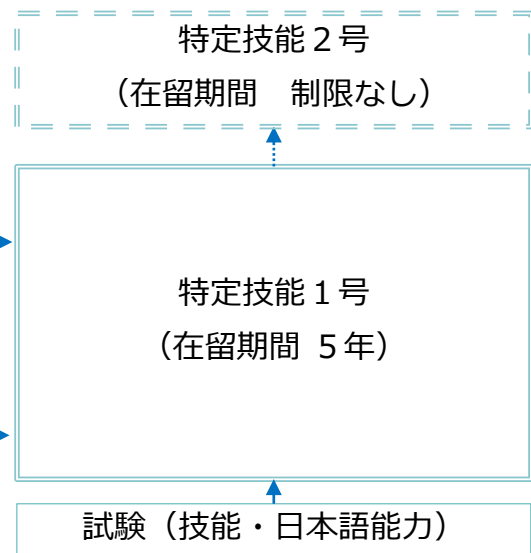 特定技能２号
（在留期間　制限なし）
特定技能１号
（在留期間 ５年）
試験（技能・日本語能力）